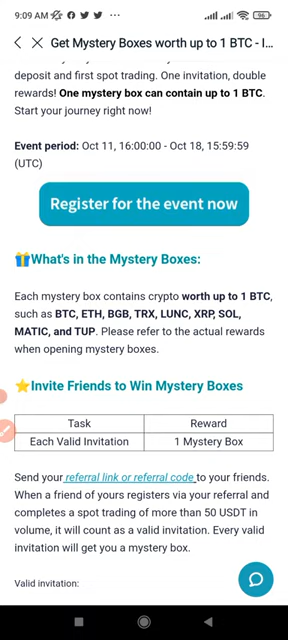 9:09 AM
96
Get Mystery Boxes worth up to 1 BTC - I...
deposit and first spot trading. One invitation, double
rewards! One mystery box can contain up to 1 BTC.
Start your journey right now!
Event period: Oct 11, 16:00:00 - Oct 18, 15:59:59
(UTC)
Register for the event now
What's in the Mystery Boxes:
Each mystery box contains crypto worth up to 1 BTC,
such as BTC, ETH, BGB, TRX, LUNC, XRP, SOL,
MATIC, and TUP. Please refer to the actual rewards
when opening mystery boxes.
Invite Friends to Win Mystery Boxes
Task Reward
Each Valid Invitation 1 Mystery Box
Send your referral link or referral code to your friends.
When a friend of yours registers via your referral and
completes a spot trading of more than 50 USDT in
volume, it will count as a valid invitation. Every valid
invitation will get you a mystery box.
Valid invitation: